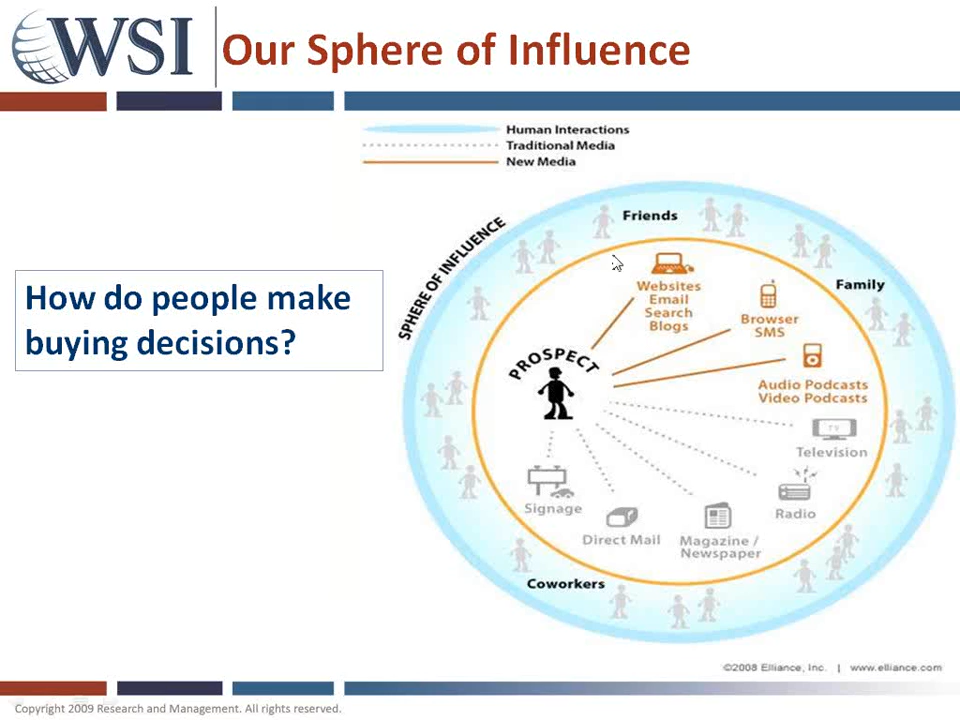 WSI
Our Sphere of Influence
Human Interactions
Traditional Media
New Media
SPHERE OF INFLUENCE
Friends
Family
Coworkers
How do people make
buying decisions?
PROSPECT
Websites
Email
Search
Blogs
Browser
SMS
Audio Podcasts
Video Podcasts
TV
Television
Radio
Magazine /
Newspaper
Direct Mail
Signage
©2008 Elliance, Inc. | www.elliance.com
Copyright 2009 Research and Management. All rights reserved.